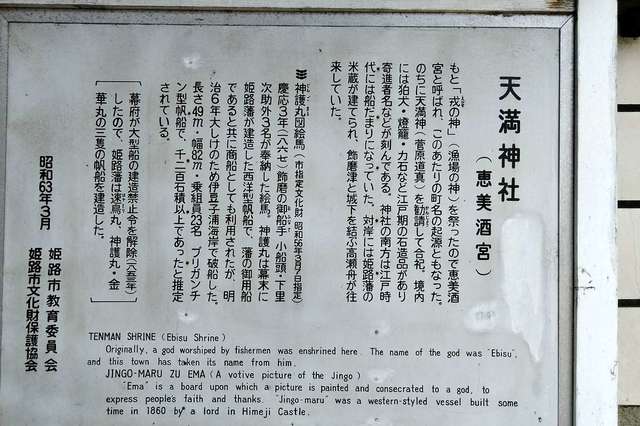 天満神社
（恵美酒宮）
もと「戎の神」（漁場の神）を祭ったので恵美酒
宮と呼ばれ、このあたりの町名の起源ともなった。
のちに天満神（菅原道真）を勧請して合祀。境内
には狛犬・燈籠・力石など江戸期の石造品があり
寄進者名などが刻んである。神社の南方は江戸時
代には船だまりになっていた。対岸には姫路藩の
米蔵が建てられ、飾磨津と城下を結ぶ高瀬舟が往
来していた。
神護丸図絵馬（市指定文化財 昭和56年3月7日指定）
慶応3年（一八六七）飾磨の御船手 小船頭・下里
次助外3名が奉納した絵馬。神護丸は幕末に
姫路藩が建造した西洋型帆船で、藩の御用船
であると共に商船としても利用されたが、明
治6年大しけのため伊豆子浦海岸で破船した。
長さ49m・幅82m・乗組員23名、ブリガンチ
ン型帆船で、千二百石積以上であったと推定
されている。
幕府が大型船の建造禁止令を解除（一八五三年）
したので、姫路藩は速鳥丸、神護丸・金
華丸の三隻の帆船を建造した。
昭和63年3月
姫路市教育委員会
姫路市文化財保護協会
TENMAN SHRINE (Ebisu Shrine)
Originally, a god worshiped by fishermen was enshrined here. The name of the god was "Ebisu",
and this town has taken its name from him.
JINGO-MARU ZU EMA (A votive picture of the Jingo)
"Ema" is a board upon which a picture is painted and consecrated to a god, to
express people's faith and thanks. "Jingo-maru" was a western-styled vessel built some
time in 1860 by a lord in Himeji Castle.